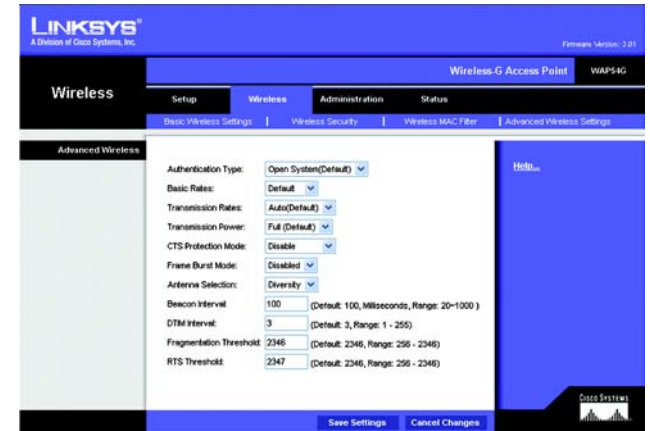 LINKSYS®
A Division of Cisco Systems, Inc.
Firmware Version: 3.01
Wireless-G Access Point WAP54G
Wireless
Setup Wireless Administration Status
Basic Wireless Settings | Wireless Security | Wireless MAC Filter | Advanced Wireless Settings
Advanced Wireless
Help...
Authentication Type: Open System(Default)
Basic Rates: Default
Transmission Rates: Auto(Default)
Transmission Power: Full (Default)
CTS Protection Mode: Disable
Frame Burst Mode: Disabled
Antenna Selection: Diversity
Beacon Interval: 100 (Default: 100, Milliseconds, Range: 20~1000 )
DTIM Interval: 3 (Default: 3, Range: 1 - 255)
Fragmentation Threshold: 2346 (Default: 2346, Range: 256 - 2346)
RTS Threshold: 2347 (Default: 2346, Range: 256 - 2346)
CISCO SYSTEMS
Save Settings Cancel Changes